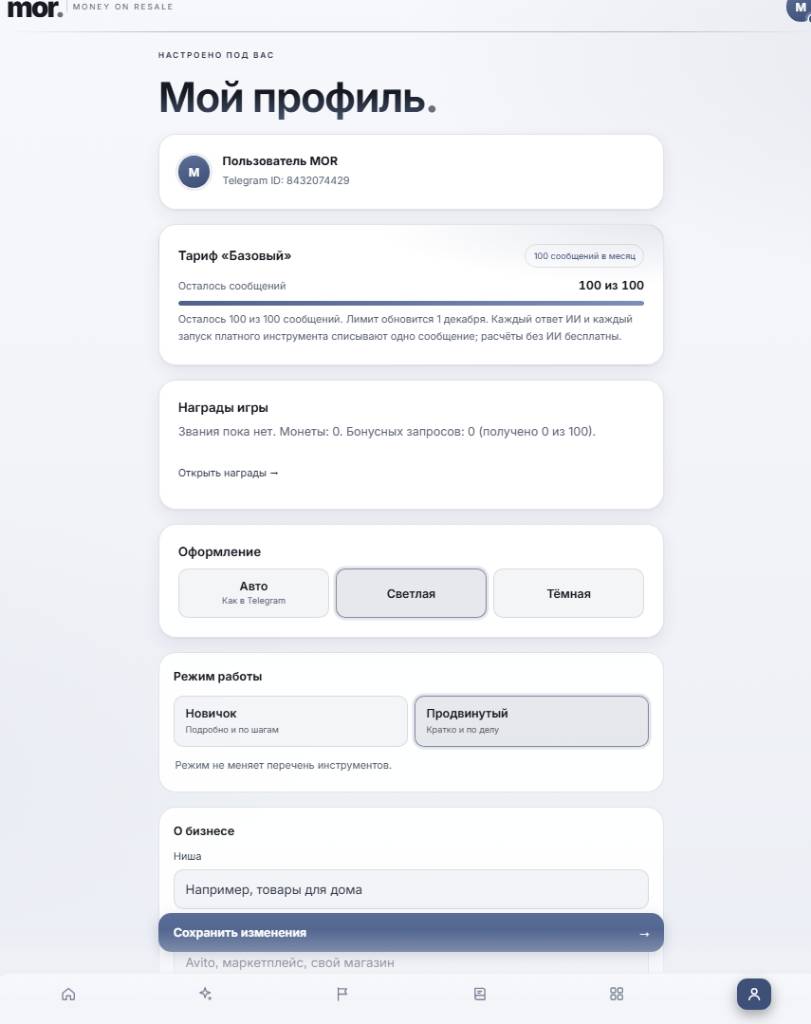 mor. MONEY ON RESALE
M
НАСТРОЕНО ПОД ВАС
Мой профиль.
M
Пользователь MOR
Telegram ID: 8432074429
Тариф «Базовый»
100 сообщений в месяц
Осталось сообщений
100 из 100
Осталось 100 из 100 сообщений. Лимит обновится 1 декабря. Каждый ответ ИИ и каждый
запуск платного инструмента списывают одно сообщение; расчёты без ИИ бесплатны.
Награды игры
Звания пока нет. Монеты: 0. Бонусных запросов: 0 (получено 0 из 100).
Открыть награды →
Оформление
Авто
Как в Telegram
Светлая
Тёмная
Режим работы
Новичок
Подробно и по шагам
Продвинутый
Кратко и по делу
Режим не меняет перечень инструментов.
О бизнесе
Ниша
Например, товары для дома
Сохранить изменения →
Avito, маркетплейс, свой магазин